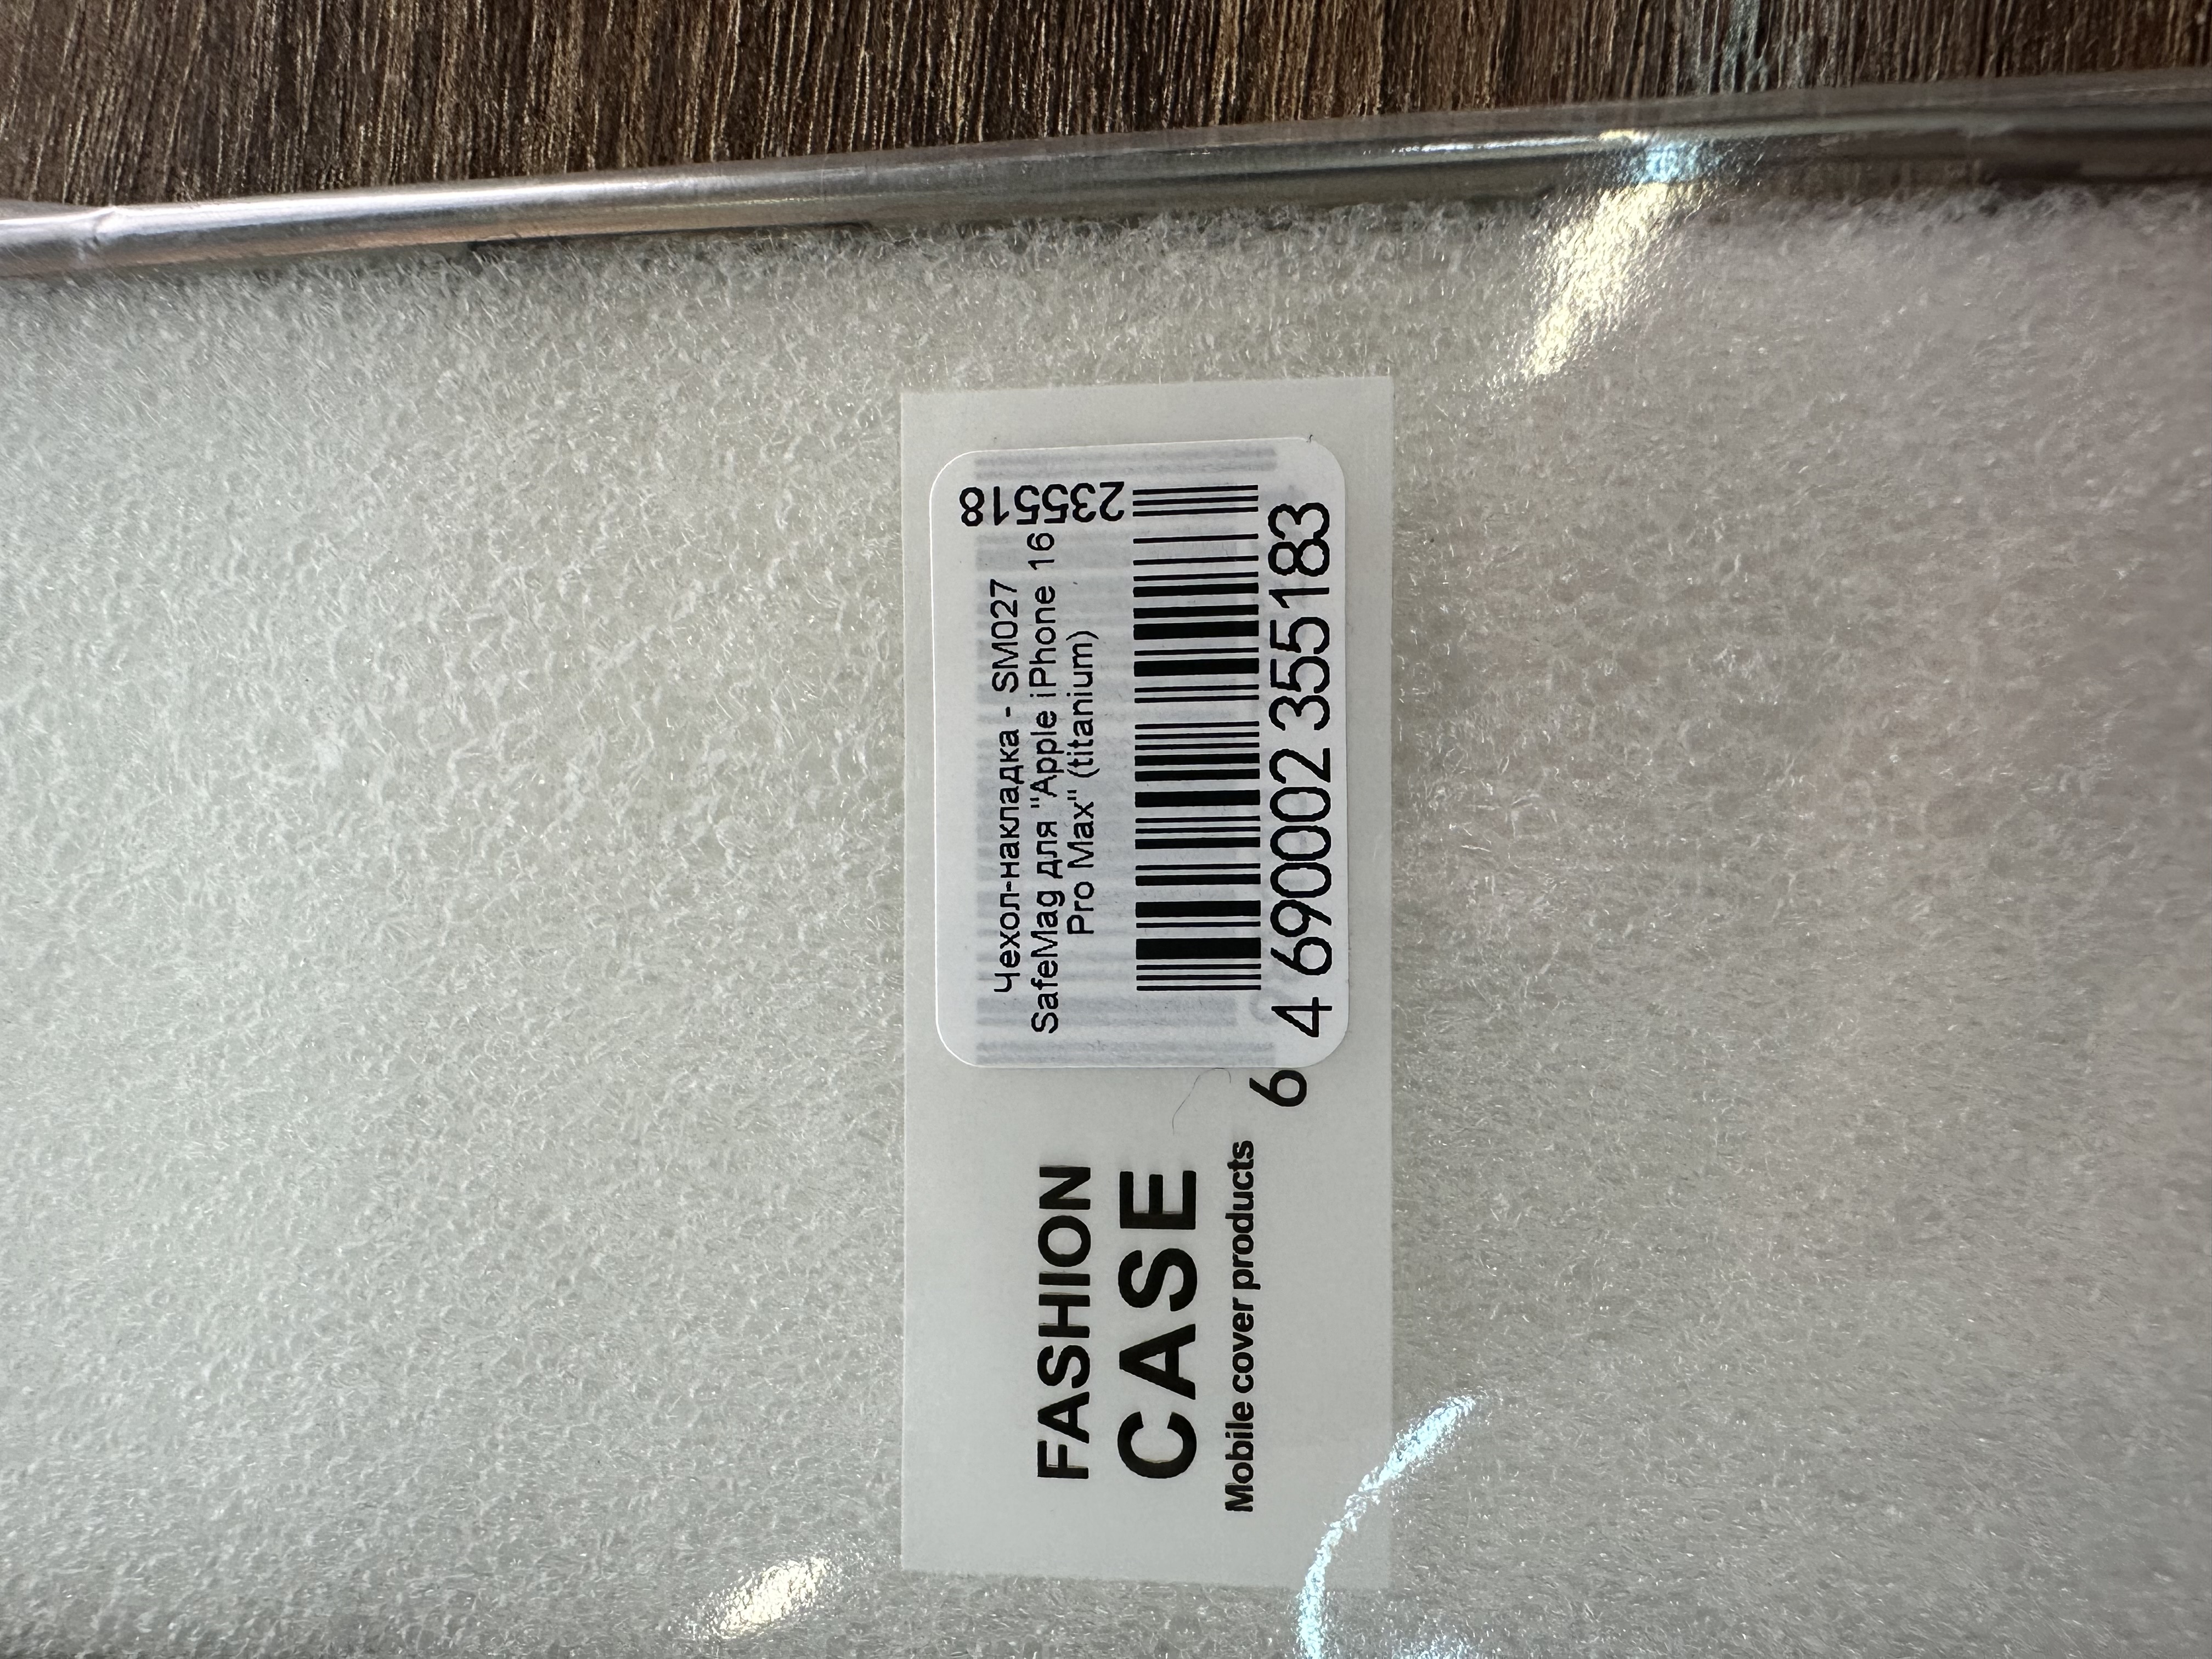 235518
Чехол-накладка - SM027
SafeMag для "Apple iPhone 16
Pro Max" (titanium)
4 690002 355183
6
FASHION
CASE
Mobile cover products